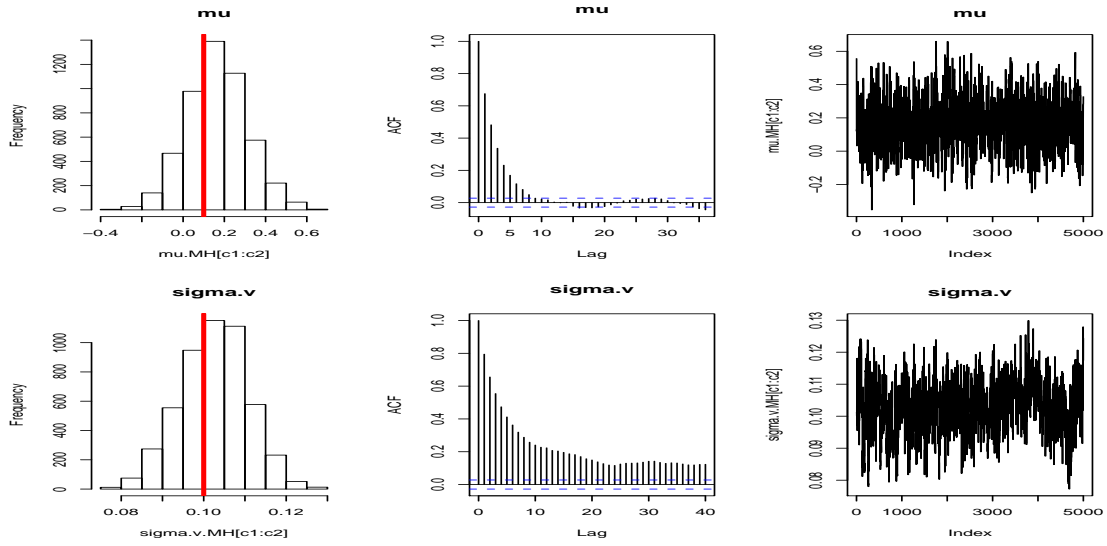 mu
Frequency
0 200 400 600 800 1000 1400
−0.4 0.0 0.2 0.4 0.6
mu.MH[c1:c2]
mu
ACF
0.0 0.2 0.4 0.6 0.8 1.0
0 5 10 20 30
Lag
mu
mu.MH[c1:c2]
−0.2 0.0 0.2 0.4 0.6
0 1000 3000 5000
Index
sigma.v
Frequency
0 200 400 600 800 1000
0.08 0.10 0.12
sigma.v.MH[c1:c2]
sigma.v
ACF
0.0 0.2 0.4 0.6 0.8 1.0
0 10 20 30 40
Lag
sigma.v
sigma.v.MH[c1:c2]
0.08 0.09 0.10 0.11 0.12 0.13
0 1000 3000 5000
Index